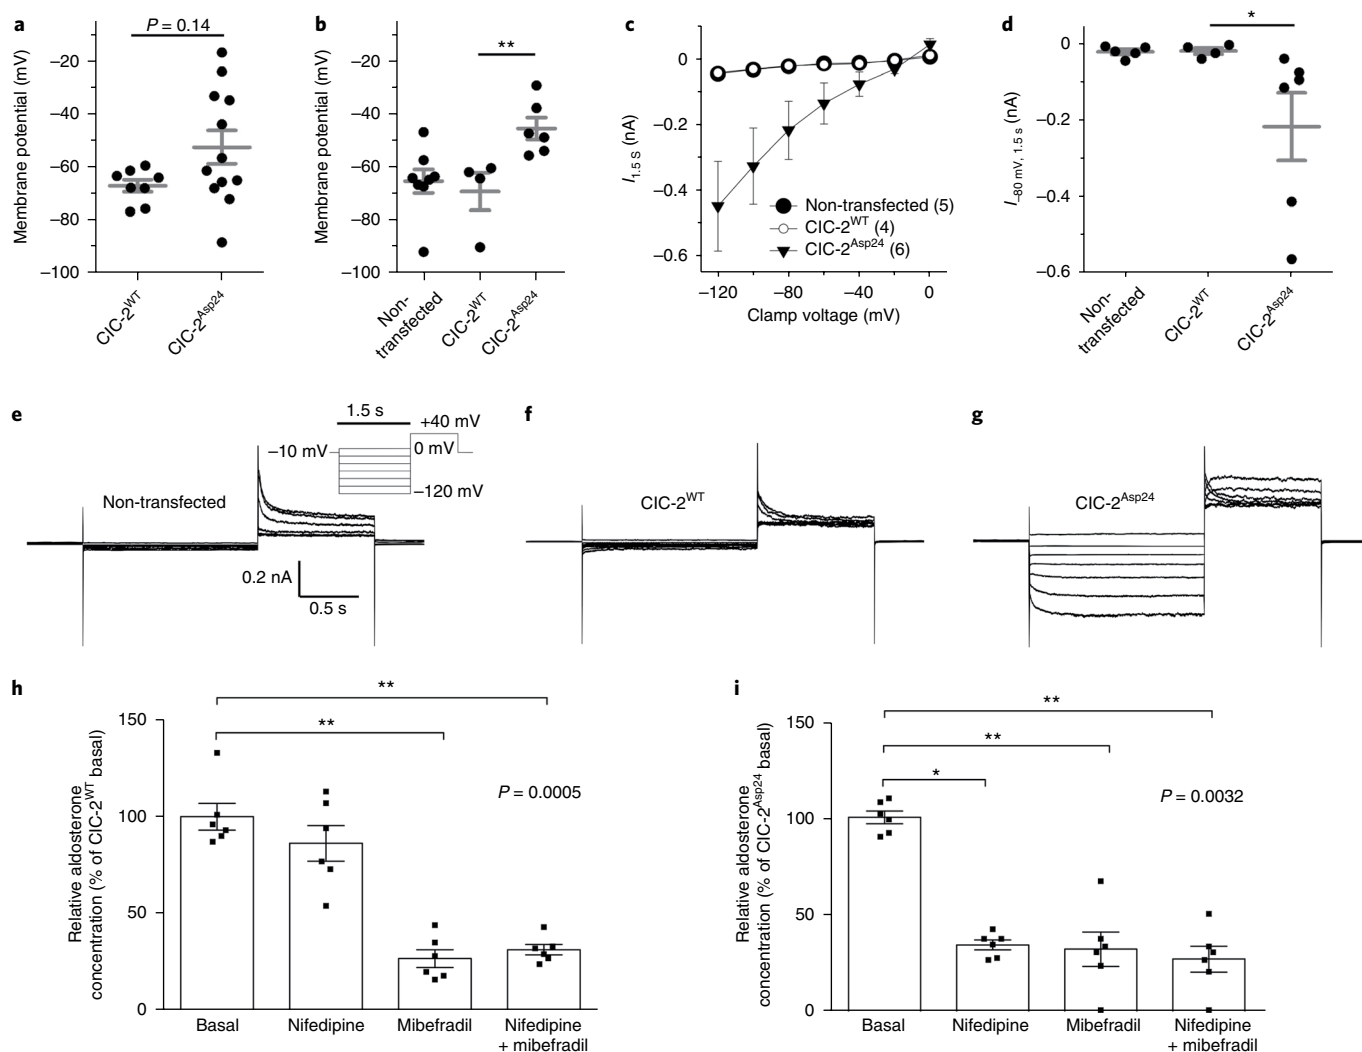 a
P = 0.14
Membrane potential (mV)
−20
−40
−60
−80
−100
ClC-2WT
ClC-2Asp24
b
**
Membrane potential (mV)
−20
−40
−60
−80
−100
Non-
transfected
ClC-2WT
ClC-2Asp24
c
I1.5 s (nA)
0
−0.2
−0.4
−0.6
Non-transfected (5)
ClC-2WT (4)
ClC-2Asp24 (6)
−120
−80
−40
0
Clamp voltage (mV)
d
*
I−80 mV, 1.5 s (nA)
0
−0.2
−0.4
−0.6
Non-
transfected
ClC-2WT
ClC-2Asp24
e
1.5 s
+40 mV
−10 mV
0 mV
−120 mV
Non-transfected
0.2 nA
0.5 s
f
ClC-2WT
g
ClC-2Asp24
h
**
**
P = 0.0005
Relative aldosterone
concentration (% of ClC-2WT basal)
150
100
50
0
Basal
Nifedipine
Mibefradil
Nifedipine
+ mibefradil
i
**
**
*
P = 0.0032
Relative aldosterone
concentration (% of ClC-2Asp24 basal)
150
100
50
0
Basal
Nifedipine
Mibefradil
Nifedipine
+ mibefradil